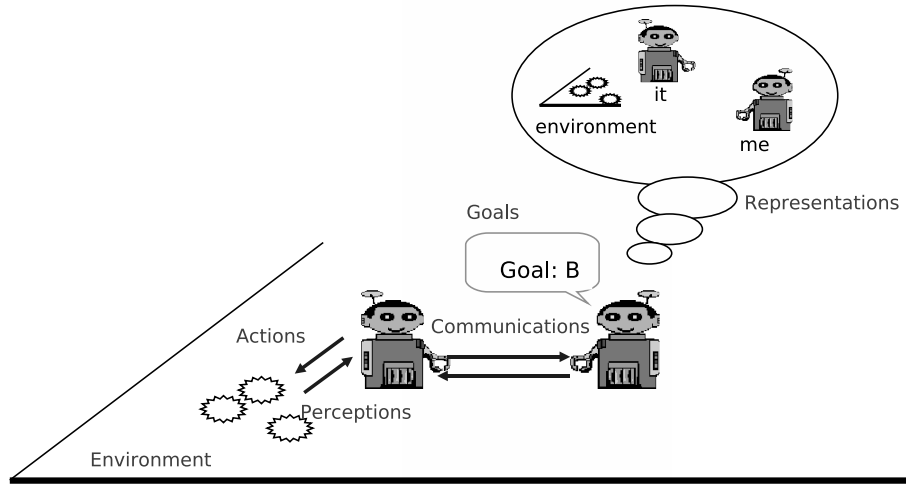 it
environment
me
Representations
Goals
Goal: B
Communications
Actions
Perceptions
Environment